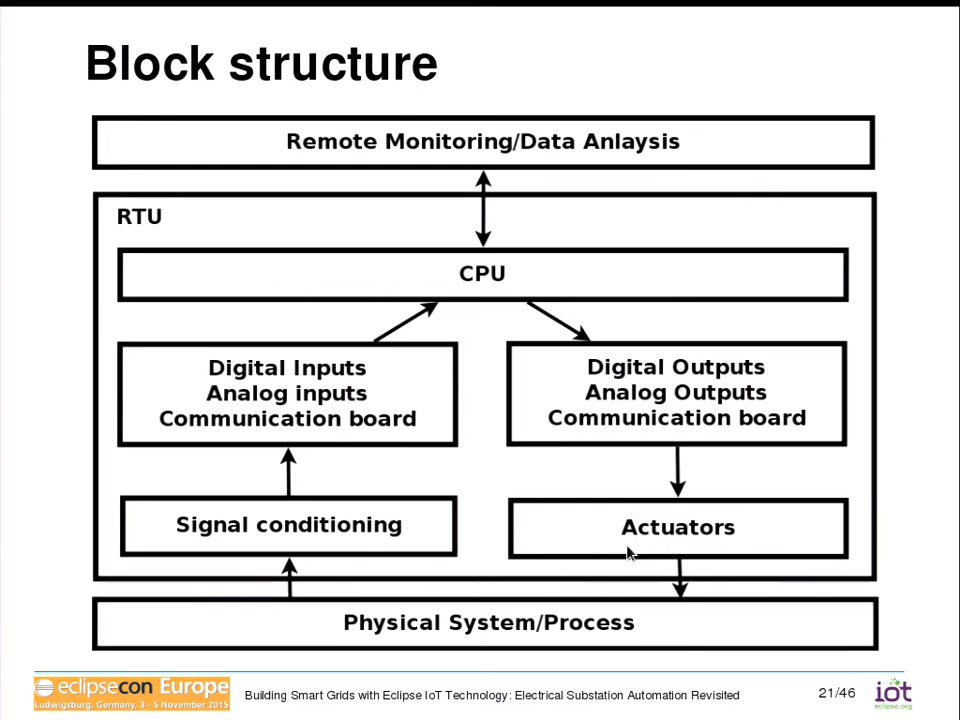 Block structure
Remote Monitoring/Data Anlaysis
RTU
CPU
Digital Inputs
Analog inputs
Communication board
Digital Outputs
Analog Outputs
Communication board
Signal conditioning
Actuators
Physical System/Process
eclipsecon Europe
Ludwigsburg, Germany, 3 - 5 November 2015
Building Smart Grids with Eclipse IoT Technology: Electrical Substation Automation Revisited
21/46
iot
eclipse.org